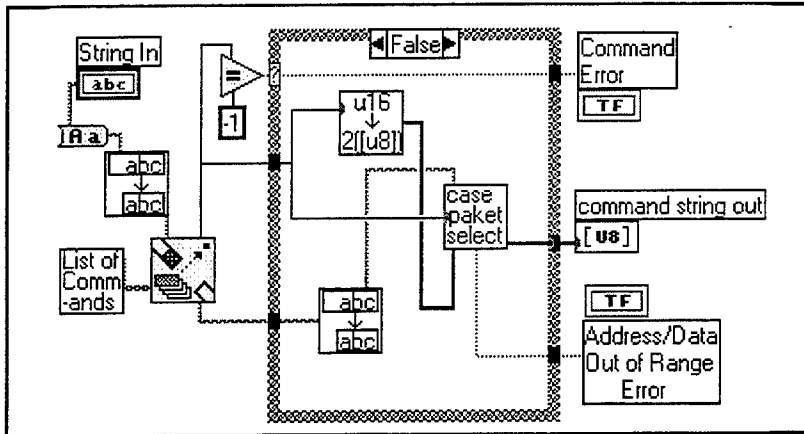 String In
abc
A a
abc
abc
List of
Comm
-ands
=
-1
False
u16
2[[u8]]
case
paket
select
abc
abc
Command
Error
TF
command string out
[U8]
TF
Address/Data
Out of Range
Error